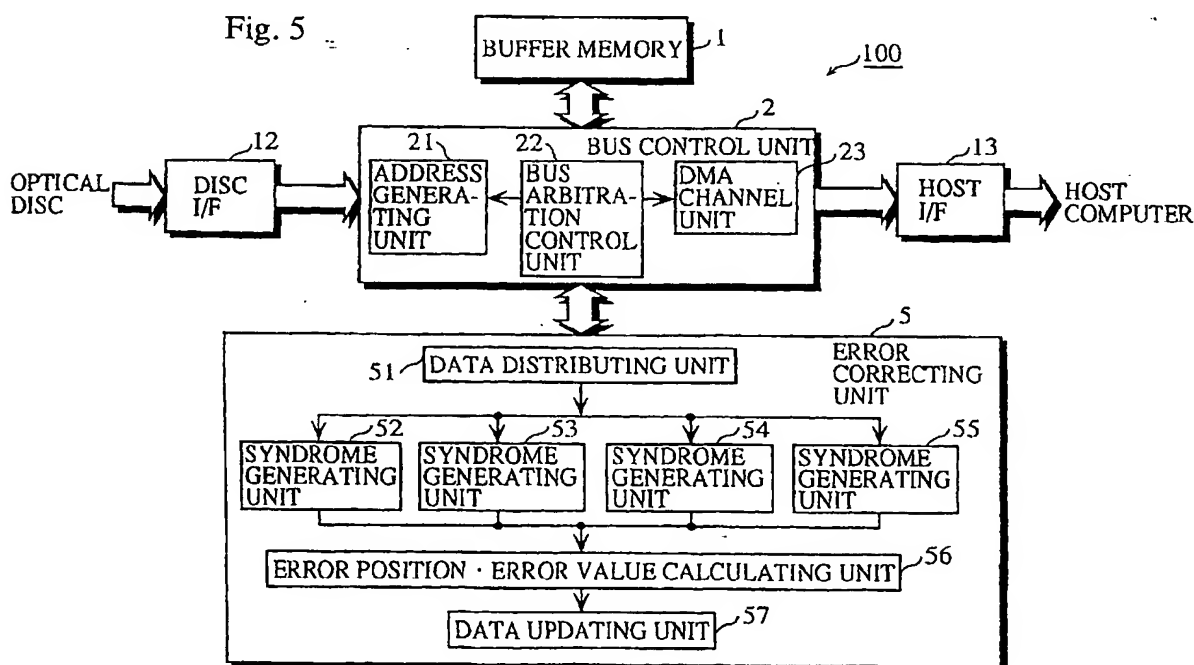 Fig. 5
BUFFER MEMORY
1
100
2
BUS CONTROL UNIT
12
21
22
23
13
OPTICAL
DISC
DISC
I/F
ADDRESS
GENERA-
TING
UNIT
BUS
ARBITRA-
TION
CONTROL
UNIT
DMA
CHANNEL
UNIT
HOST
I/F
HOST
COMPUTER
5
ERROR
CORRECTING
UNIT
51
DATA DISTRIBUTING UNIT
52
53
54
55
SYNDROME
GENERATING
UNIT
SYNDROME
GENERATING
UNIT
SYNDROME
GENERATING
UNIT
SYNDROME
GENERATING
UNIT
ERROR POSITION · ERROR VALUE CALCULATING UNIT
56
DATA UPDATING UNIT
57